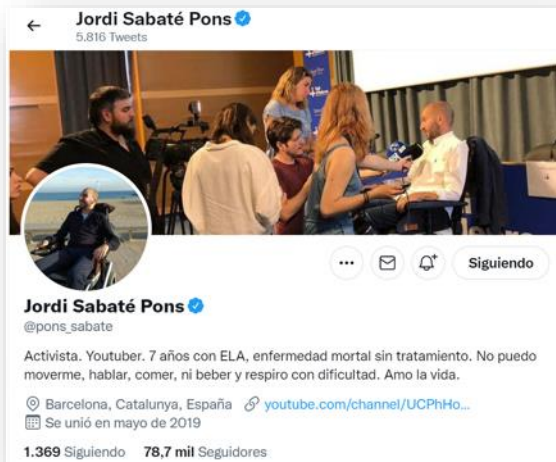 Jordi Sabaté Pons
5.816 Tweets
Siguiendo
Jordi Sabaté Pons
@pons_sabate
Activista. Youtuber. 7 años con ELA, enfermedad mortal sin tratamiento. No puedo
moverme, hablar, comer, ni beber y respiro con dificultad. Amo la vida.
Barcelona, Catalunya, España youtube.com/channel/UCPhHo...
Se unió en mayo de 2019
1.369 Siguiendo 78,7 mil Seguidores